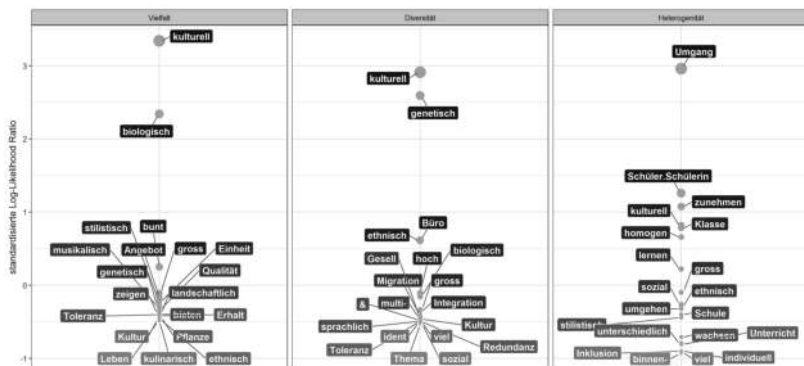 Vielfalt
Diversität
Heterogenität
standardisierte Log-Likelihood Ratio
3
2
1
0
-1
kulturell
biologisch
stilistisch
bunt
musikalisch
Angebot
gross
Einheit
genetisch
Qualität
zeigen
landschaftlich
Toleranz
bieten
Erhalt
Kultur
Pflanze
Leben
kulinarisch
ethnisch
kulturell
genetisch
Büro
ethnisch
biologisch
Gesell
hoch
Migration
gross
&
multi-
Integration
sprachlich
Kultur
ident
viel
Redundanz
Toleranz
Thema
sozial
Umgang
Schüler.Schülerin
zunehmen
kulturell
Klasse
homogen
lernen
gross
sozial
ethnisch
umgehen
Schule
stilistisch
unterschiedlich
wachsen
Unterricht
Inklusion
binnen-
viel
individuell